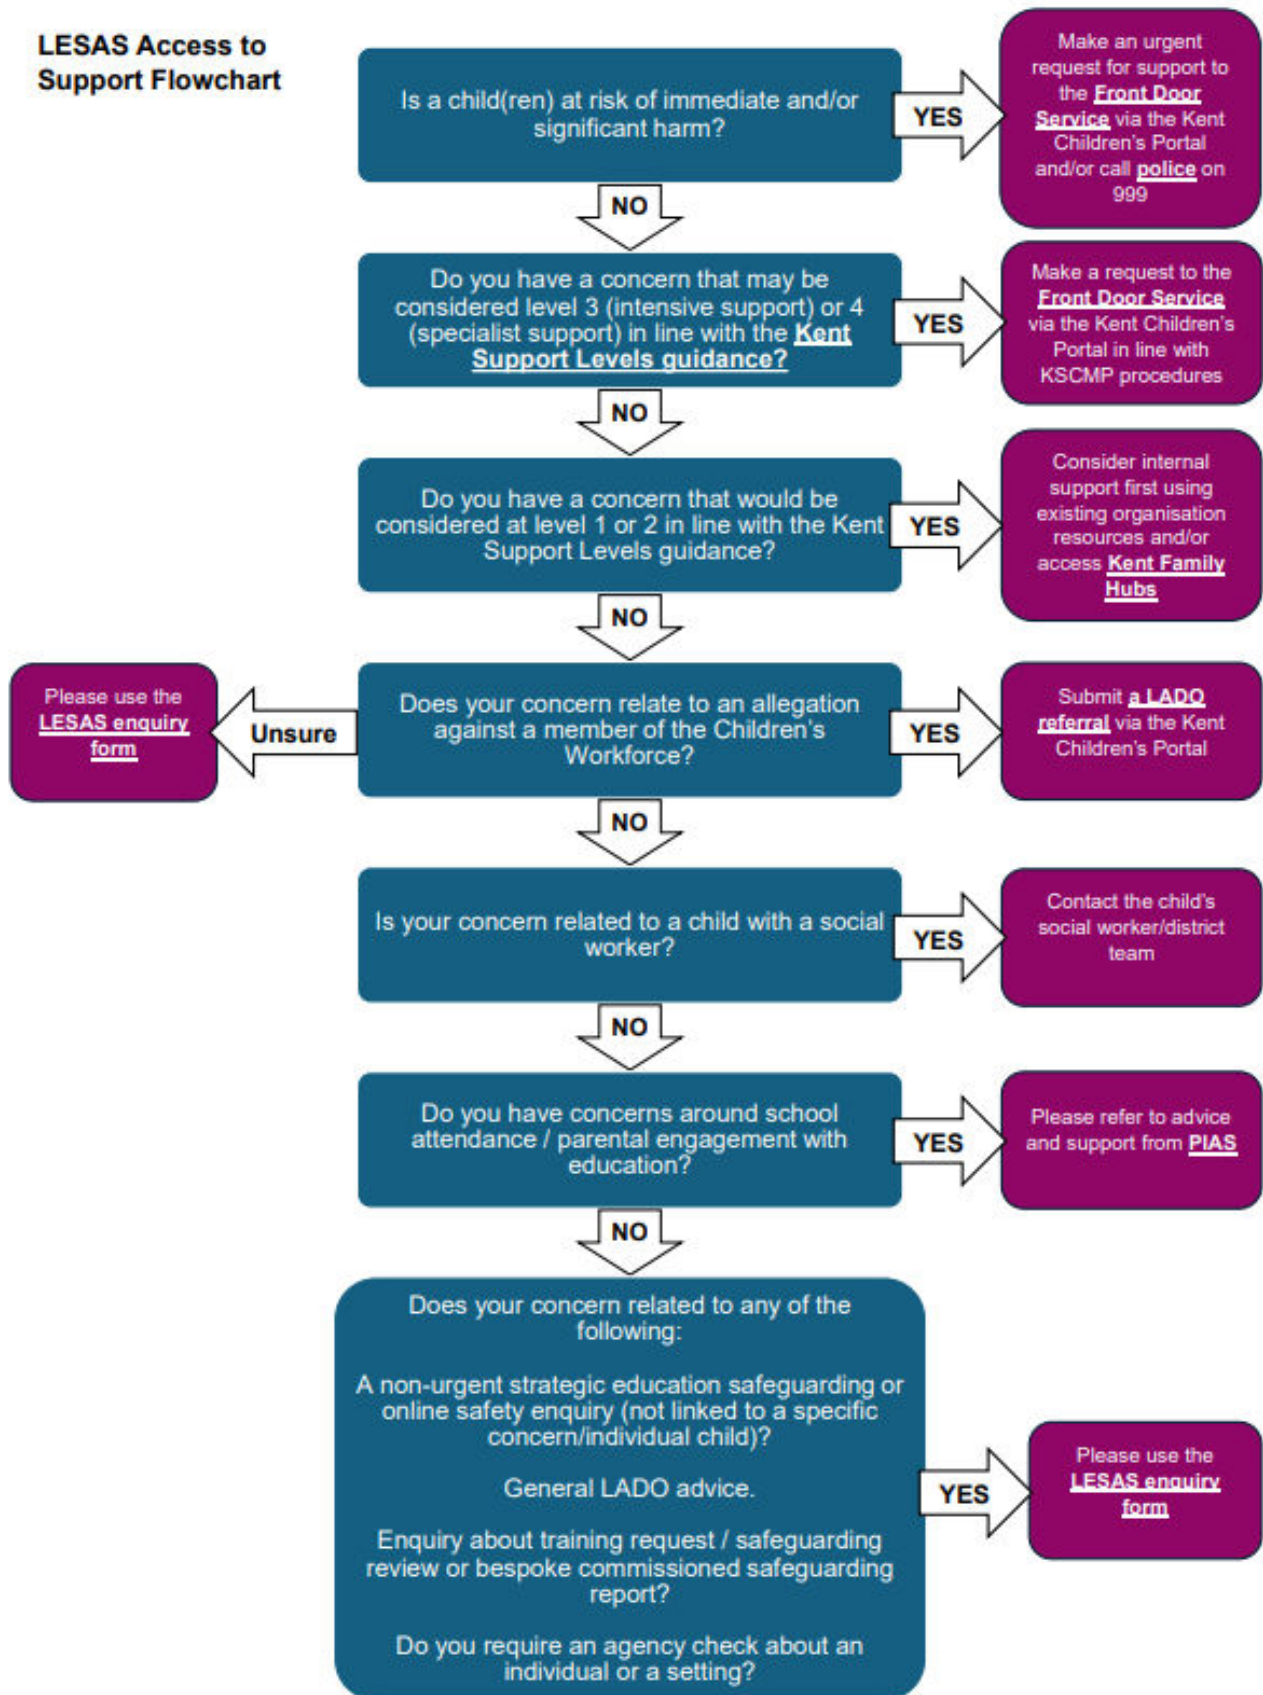 LESAS Access to
Support Flowchart
Is a child(ren) at risk of immediate and/or
significant harm?
YES
Make an urgent
request for support to
the Front Door
Service via the Kent
Children's Portal
and/or call police on
999
NO
Do you have a concern that may be
considered level 3 (intensive support) or 4
(specialist support) in line with the Kent
Support Levels guidance?
YES
Make a request to the
Front Door Service
via the Kent Children's
Portal in line with
KSCMP procedures
NO
Do you have a concern that would be
considered at level 1 or 2 in line with the Kent
Support Levels guidance?
YES
Consider internal
support first using
existing organisation
resources and/or
access Kent Family
Hubs
NO
Please use the
LESAS enquiry
form
Unsure
Does your concern relate to an allegation
against a member of the Children's
Workforce?
YES
Submit a LADO
referral via the Kent
Children's Portal
NO
Is your concern related to a child with a social
worker?
YES
Contact the child's
social worker/district
team
NO
Do you have concerns around school
attendance / parental engagement with
education?
YES
Please refer to advice
and support from PIAS
NO
Does your concern related to any of the
following:
A non-urgent strategic education safeguarding or
online safety enquiry (not linked to a specific
concern/individual child)?
General LADO advice.
Enquiry about training request / safeguarding
review or bespoke commissioned safeguarding
report?
Do you require an agency check about an
individual or a setting?
YES
Please use the
LESAS enquiry
form